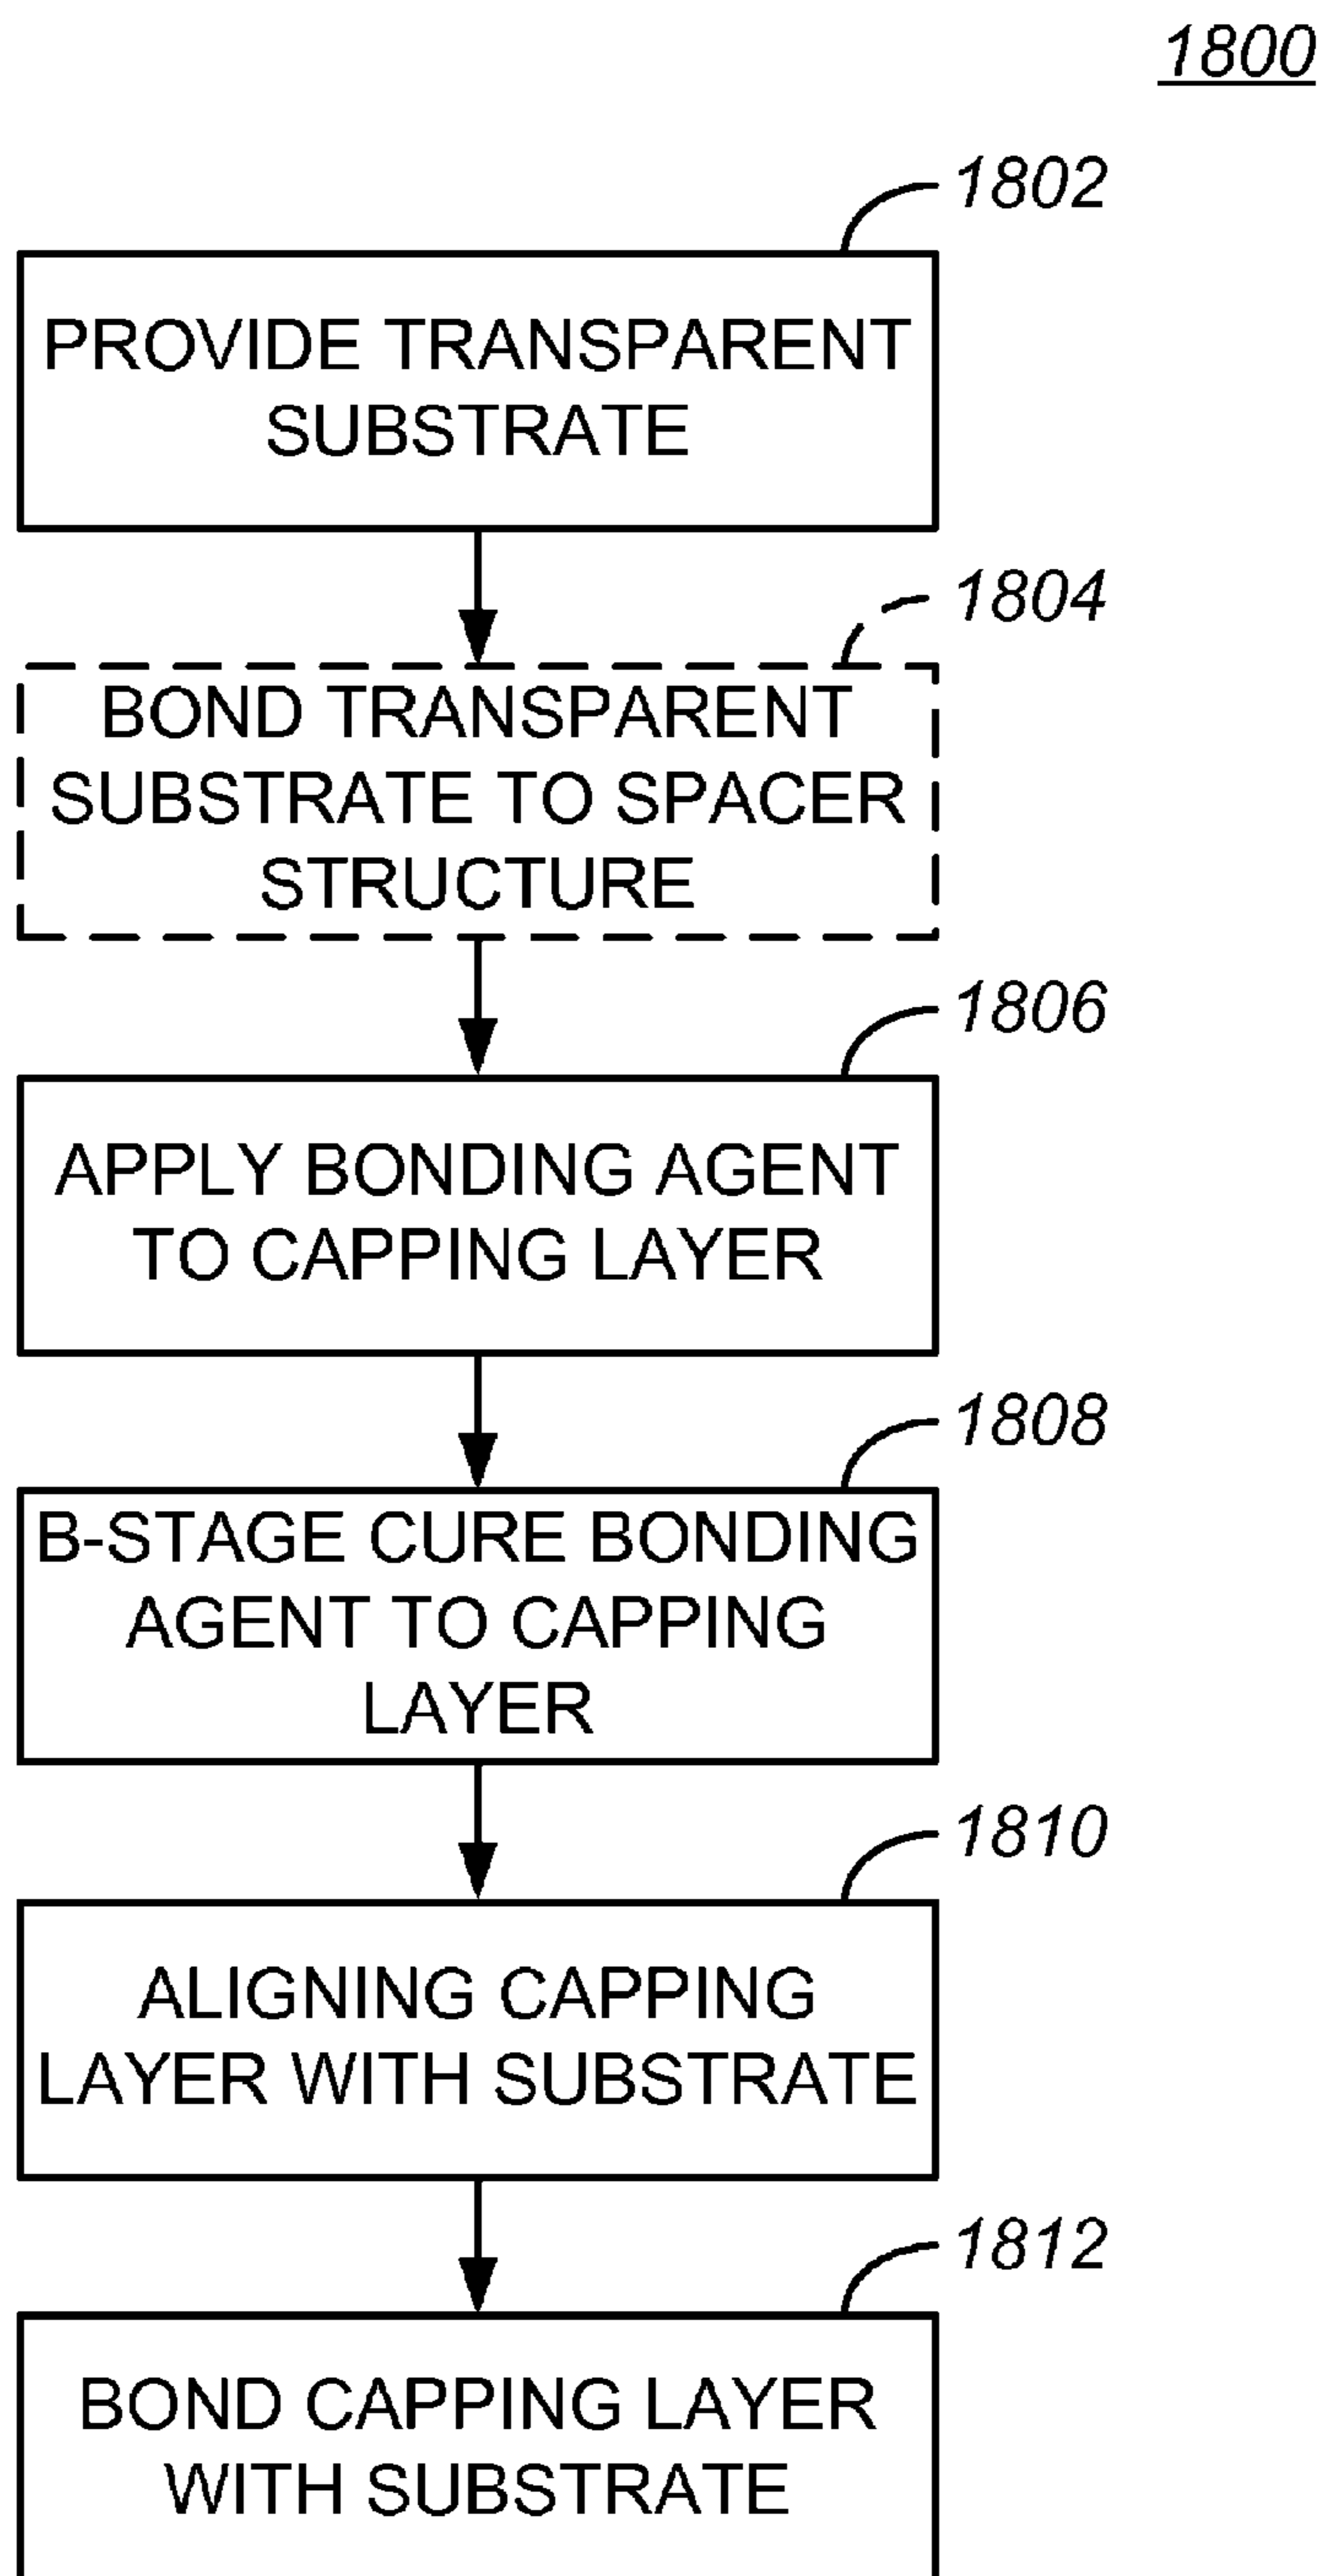 1800
1802
PROVIDE TRANSPARENT
SUBSTRATE
1804
BOND TRANSPARENT
SUBSTRATE TO SPACER
STRUCTURE
1806
APPLY BONDING AGENT
TO CAPPING LAYER
1808
B-STAGE CURE BONDING
AGENT TO CAPPING
LAYER
1810
ALIGNING CAPPING
LAYER WITH SUBSTRATE
1812
BOND CAPPING LAYER
WITH SUBSTRATE